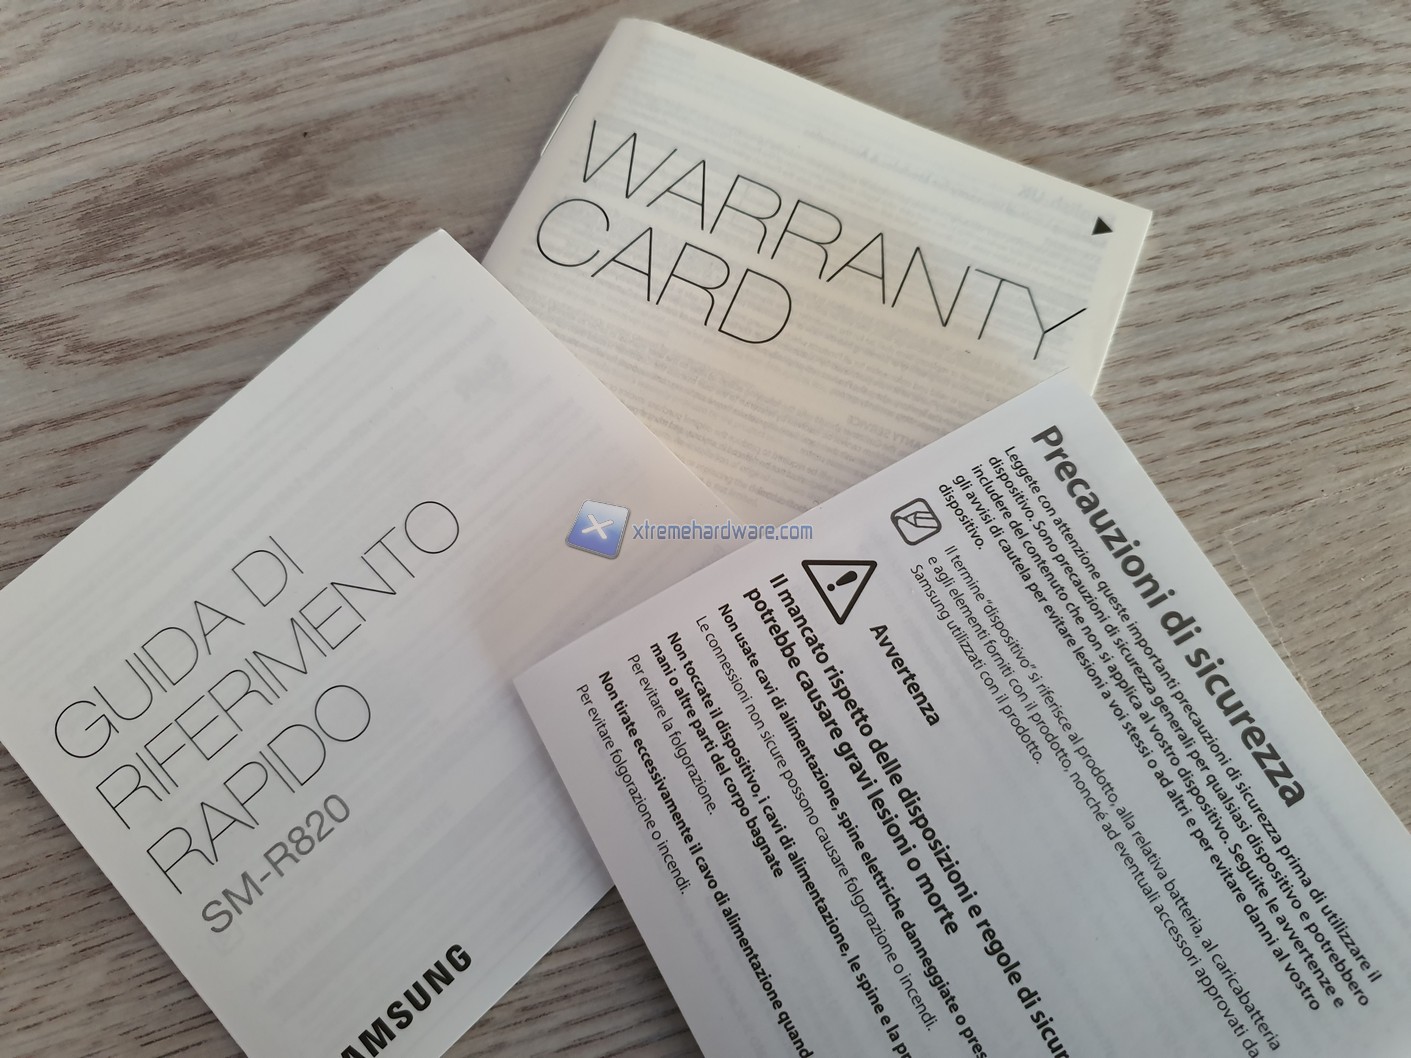 WARRANTY
CARD
GUIDA DI
RIFERIMENTO
RAPIDO
SM-R820
AMSUNG
xtremehardware.com
Precauzioni di sicurezza
Leggete con attenzione queste importanti precauzioni di sicurezza prima di utilizzare il
dispositivo. Sono precauzioni di sicurezza generali per qualsiasi dispositivo e potrebbero
includere del contenuto che non si applica al vostro dispositivo. Seguite le avvertenze e
gli avvisi di cautela per evitare lesioni a voi stessi o ad altri e per evitare danni al vostro
dispositivo.
Il termine "dispositivo" si riferisce al prodotto, alla relativa batteria, al caricabatteria
e agli elementi forniti con il prodotto, nonché ad eventuali accessori approvati da
Samsung utilizzati con il prodotto.
Avvertenza
Il mancato rispetto delle disposizioni e regole di sicur
potrebbe causare gravi lesioni o morte
Non usate cavi di alimentazione, spine elettriche danneggiate o pres
Le connessioni non sicure possono causare folgorazione o incendi.
Non toccate il dispositivo, i cavi di alimentazione, le spine e la pr
mani o altre parti del corpo bagnate
Per evitare la folgorazione.
Non tirate eccessivamente il cavo di alimentazione quand
Per evitare folgorazione o incendi.